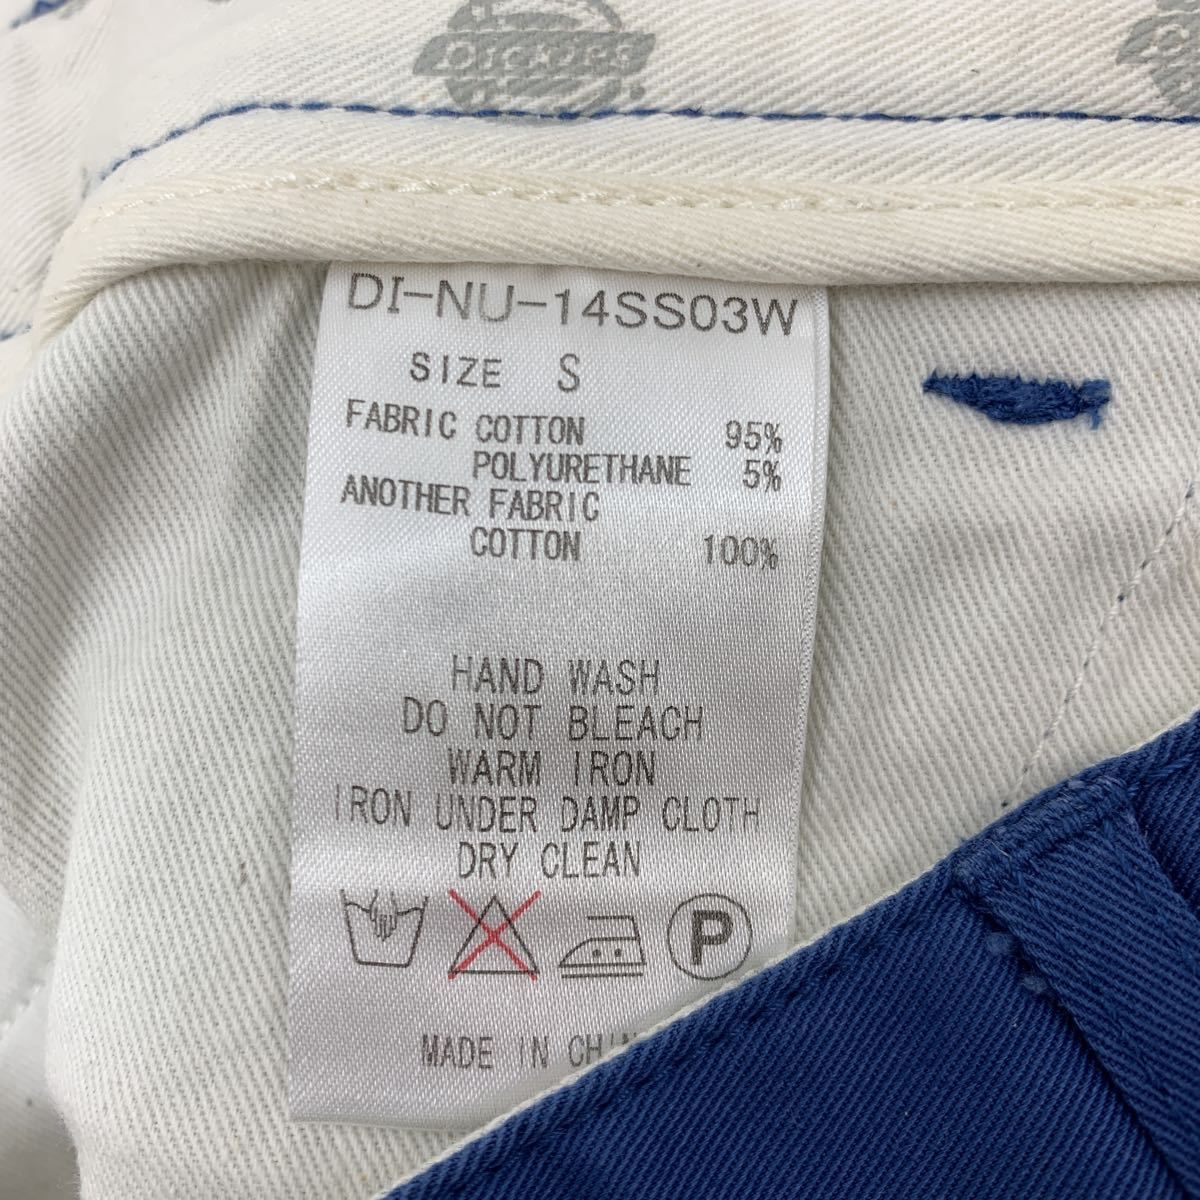 DICKIES
DI-NU-14SS03W
SIZE S
FABRIC COTTON 95%
POLYURETHANE 5%
ANOTHER FABRIC
COTTON 100%
HAND WASH
DO NOT BLEACH
WARM IRON
IRON UNDER DAMP CLOTH
DRY CLEAN
P
MADE IN